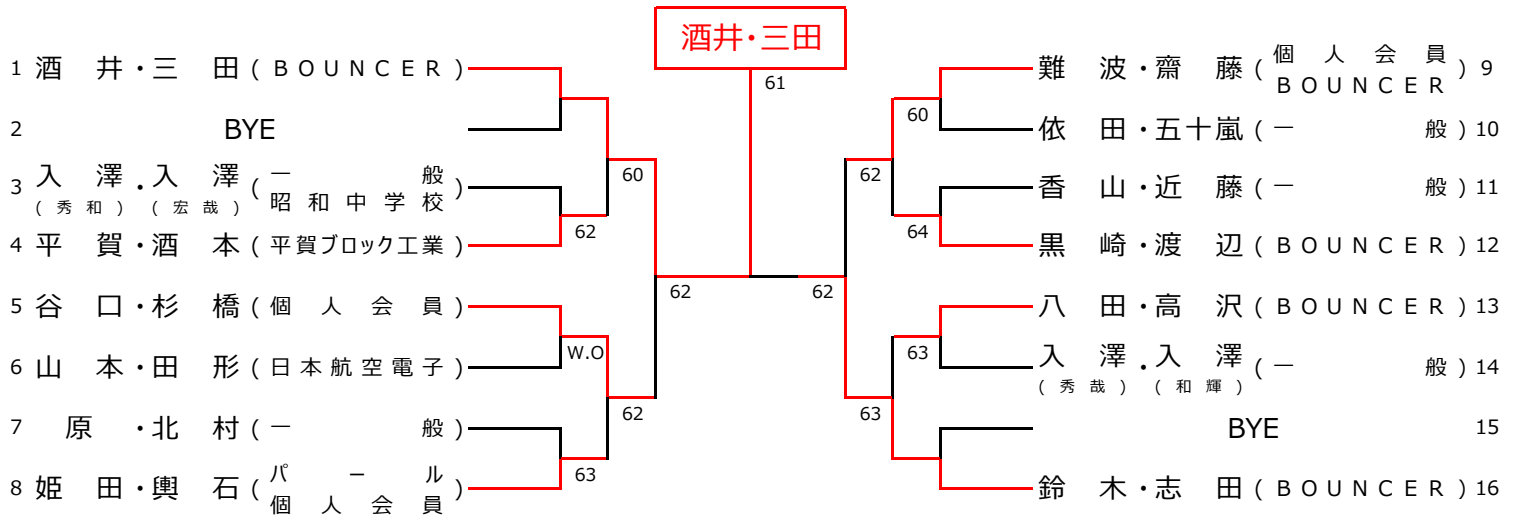 酒井・三田
61
1 酒 井・三 田 ( BOUNCER )
2 BYE
3 入 澤・入 澤 ( 一 般 昭和中学校 )
(秀和) (宏哉)
4 平 賀・酒 本 ( 平賀ブロック工業 )
5 谷 口・杉 橋 ( 個人会員 )
6 山 本・田 形 ( 日本航空電子 )
7 原 ・北 村 ( 一 般 )
8 姫 田・輿 石 ( パール 個人会員 )
60
62
W.O
63
62
62
難 波・齋 藤 ( 個人会員 BOUNCER ) 9
依 田・五十嵐 ( 一 般 ) 10
香 山・近 藤 ( 一 般 ) 11
黒 崎・渡 辺 ( BOUNCER ) 12
八 田・高 沢 ( BOUNCER ) 13
入 澤・入 澤 ( 一 般 ) 14
(秀哉) (和輝)
BYE 15
鈴 木・志 田 ( BOUNCER ) 16
60
62
64
62
63
63